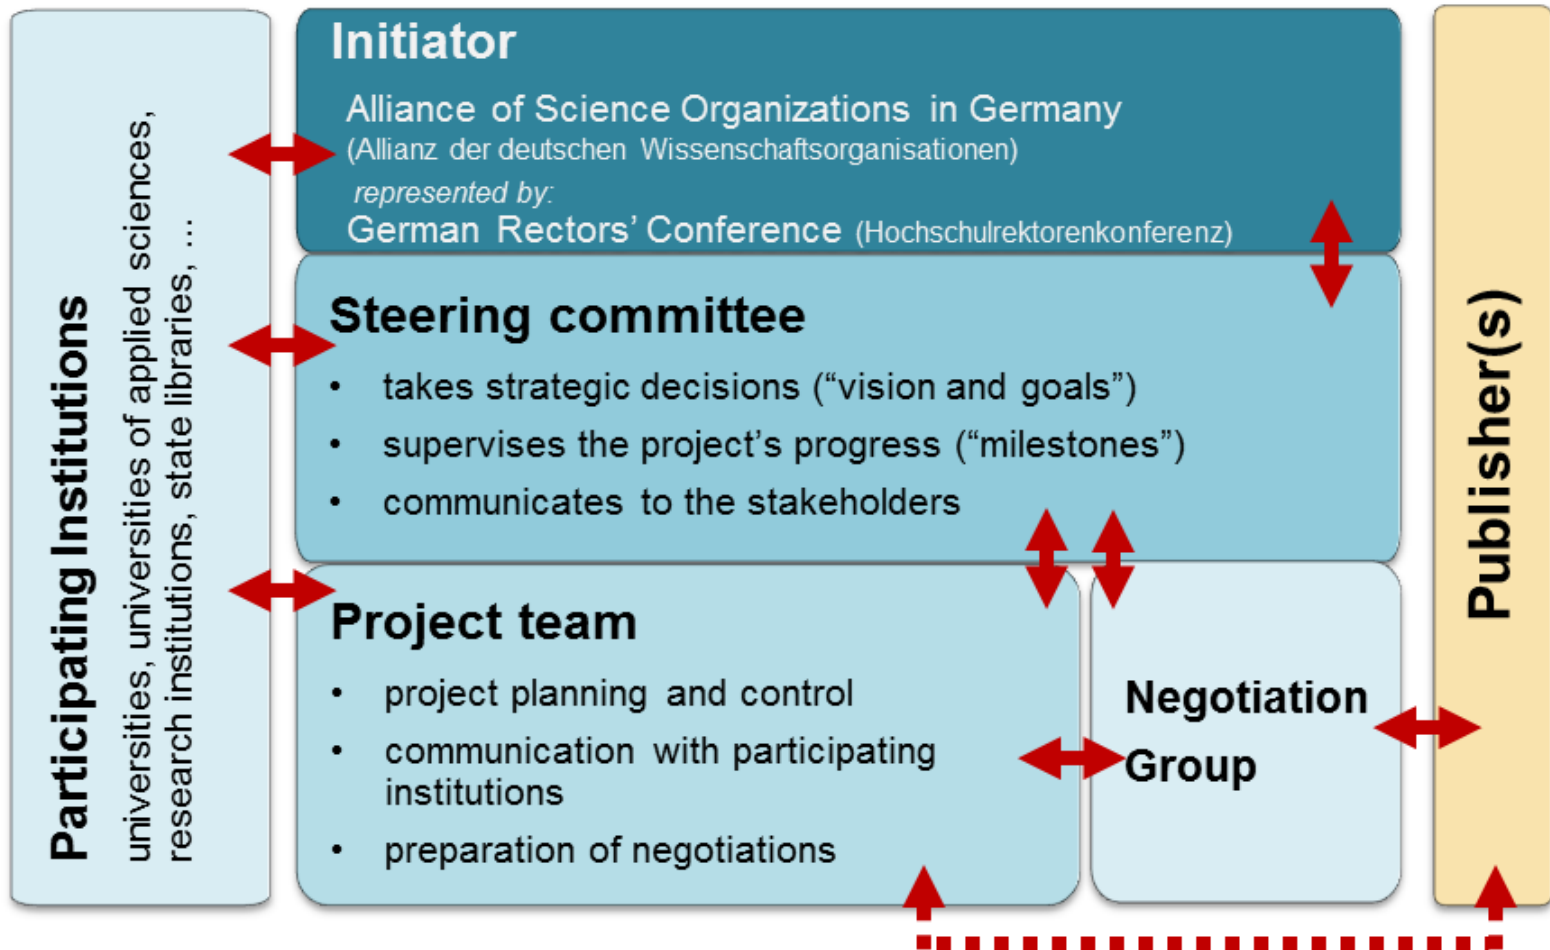 Participating Institutions
universities, universities of applied sciences,
research institutions, state libraries, ...
Initiator
Alliance of Science Organizations in Germany
(Allianz der deutschen Wissenschaftsorganisationen)
represented by:
German Rectors’ Conference (Hochschulrektorenkonferenz)
Steering committee
• takes strategic decisions (“vision and goals”)
• supervises the project’s progress (“milestones”)
• communicates to the stakeholders
Project team
• project planning and control
• communication with participating
institutions
• preparation of negotiations
Negotiation
Group
Publisher(s)